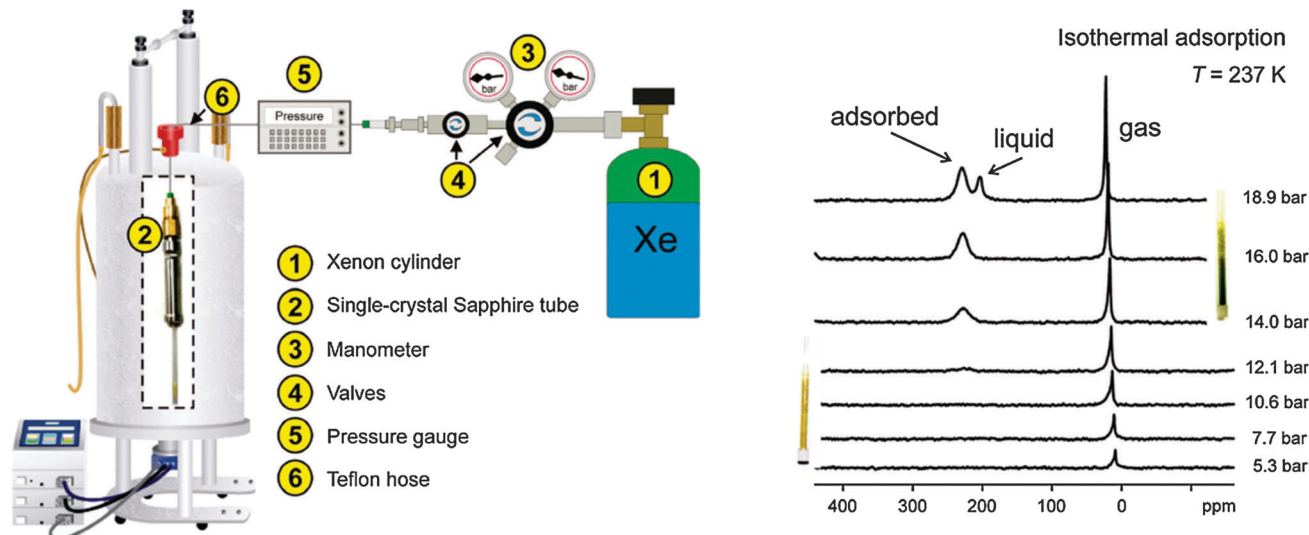 6
5
Pressure
3
bar
bar
4
1
Xe
2
1 Xenon cylinder
2 Single-crystal Sapphire tube
3 Manometer
4 Valves
5 Pressure gauge
6 Teflon hose
Isothermal adsorption
T = 237 K
adsorbed
liquid
gas
18.9 bar
16.0 bar
14.0 bar
12.1 bar
10.6 bar
7.7 bar
5.3 bar
400 300 200 100 0 ppm